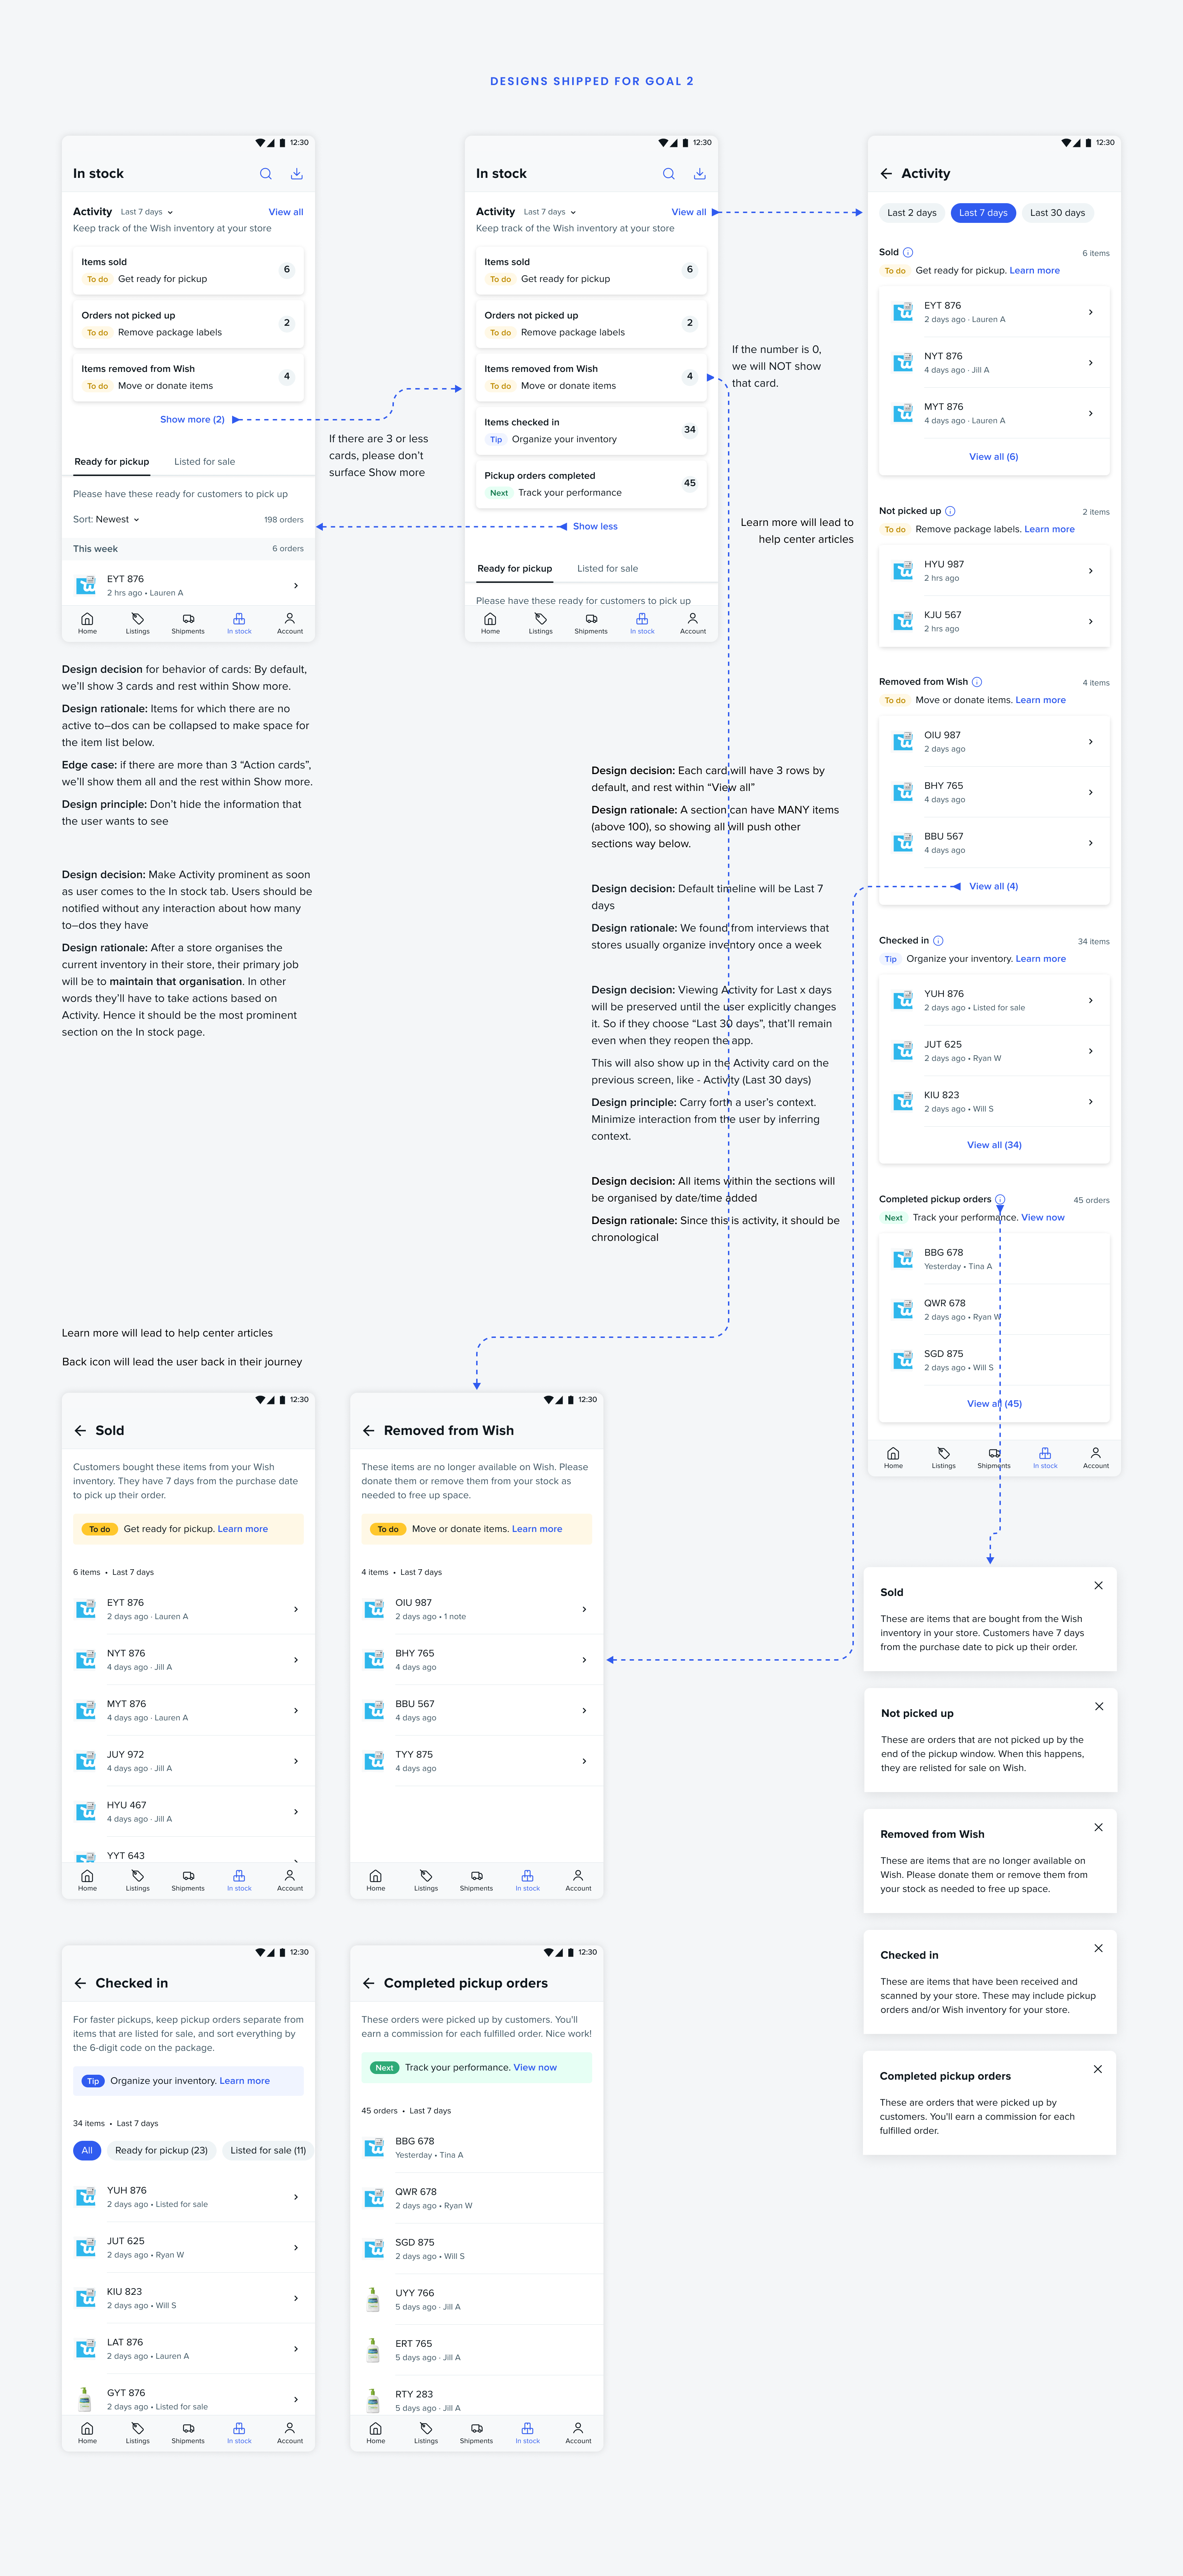 DESIGNS SHIPPED FOR GOAL 2
12:30
In stock
Activity Last 7 days View all
Keep track of the Wish inventory at your store
Items sold
To do Get ready for pickup
6
Orders not picked up
To do Remove package labels
2
Items removed from Wish
To do Move or donate items
4
Show more (2)
Ready for pickup Listed for sale
Please have these ready for customers to pick up
Sort: Newest 198 orders
This week 6 orders
EYT 876
2 hrs ago • Lauren A
Home Listings Shipments In stock Account
If there are 3 or less
cards, please don't
surface Show more
12:30
In stock
Activity Last 7 days View all
Keep track of the Wish inventory at your store
Items sold
To do Get ready for pickup
6
Orders not picked up
To do Remove package labels
2
Items removed from Wish
To do Move or donate items
4
Items checked in
Tip Organize your inventory
34
Pickup orders completed
Next Track your performance
45
Show less
Ready for pickup Listed for sale
Please have these ready for customers to pick up
Home Listings Shipments In stock Account
If the number is 0,
we will NOT show
that card.
Learn more will lead to
help center articles
12:30
Activity
Last 2 days Last 7 days Last 30 days
Sold 6 items
To do Get ready for pickup. Learn more
EYT 876
2 days ago · Lauren A
NYT 876
4 days ago · Jill A
MYT 876
4 days ago · Lauren A
View all (6)
Not picked up 2 items
To do Remove package labels. Learn more
HYU 987
2 hrs ago
KJU 567
2 hrs ago
Removed from Wish 4 items
To do Move or donate items. Learn more
OIU 987
2 days ago
BHY 765
4 days ago
BBU 567
4 days ago
View all (4)
Checked in 34 items
Tip Organize your inventory. Learn more
YUH 876
2 days ago • Listed for sale
JUT 625
2 days ago • Ryan W
KIU 823
2 days ago • Will S
View all (34)
Completed pickup orders 45 orders
Next Track your performance. View now
BBG 678
Yesterday • Tina A
QWR 678
2 days ago • Ryan W
SGD 875
2 days ago • Will S
View all (45)
Home Listings Shipments In stock Account
Design decision for behavior of cards: By default,
we'll show 3 cards and rest within Show more.
Design rationale: Items for which there are no
active to–dos can be collapsed to make space for
the item list below.
Edge case: if there are more than 3 “Action cards”,
we'll show them all and the rest within Show more.
Design principle: Don't hide the information that
the user wants to see
Design decision: Make Activity prominent as soon
as user comes to the In stock tab. Users should be
notified without any interaction about how many
to–dos they have
Design rationale: After a store organises the
current inventory in their store, their primary job
will be to maintain that organisation. In other
words they'll have to take actions based on
Activity. Hence it should be the most prominent
section on the In stock page.
Design decision: Each card will have 3 rows by
default, and rest within “View all”
Design rationale: A section can have MANY items
(above 100), so showing all will push other
sections way below.
Design decision: Default timeline will be Last 7
days
Design rationale: We found from interviews that
stores usually organize inventory once a week
Design decision: Viewing Activity for Last x days
will be preserved until the user explicitly changes
it. So if they choose “Last 30 days”, that'll remain
even when they reopen the app.
This will also show up in the Activity card on the
previous screen, like - Activity (Last 30 days)
Design principle: Carry forth a user's context.
Minimize interaction from the user by inferring
context.
Design decision: All items within the sections will
be organised by date/time added
Design rationale: Since this is activity, it should be
chronological
Learn more will lead to help center articles
Back icon will lead the user back in their journey
12:30
Sold
Customers bought these items from your Wish
inventory. They have 7 days from the purchase date
to pick up their order.
To do Get ready for pickup. Learn more
6 items • Last 7 days
EYT 876
2 days ago · Lauren A
NYT 876
4 days ago · Jill A
MYT 876
4 days ago · Lauren A
JUY 972
4 days ago · Jill A
HYU 467
4 days ago · Jill A
YYT 643
Home Listings Shipments In stock Account
12:30
Removed from Wish
These items are no longer available on Wish. Please
donate them or remove them from your stock as
needed to free up space.
To do Move or donate items. Learn more
4 items • Last 7 days
OIU 987
2 days ago • 1 note
BHY 765
4 days ago
BBU 567
4 days ago
TYY 875
4 days ago
Home Listings Shipments In stock Account
Sold
These are items that are bought from the Wish
inventory in your store. Customers have 7 days
from the purchase date to pick up their order.
Not picked up
These are orders that are not picked up by the
end of the pickup window. When this happens,
they are relisted for sale on Wish.
Removed from Wish
These are items that are no longer available on
Wish. Please donate them or remove them from
your stock as needed to free up space.
Checked in
These are items that have been received and
scanned by your store. These may include pickup
orders and/or Wish inventory for your store.
Completed pickup orders
These are orders that were picked up by
customers. You'll earn a commission for each
fulfilled order.
12:30
Checked in
For faster pickups, keep pickup orders separate from
items that are listed for sale, and sort everything by
the 6-digit code on the package.
Tip Organize your inventory. Learn more
34 items • Last 7 days
All Ready for pickup (23) Listed for sale (11)
YUH 876
2 days ago • Listed for sale
JUT 625
2 days ago • Ryan W
KIU 823
2 days ago • Will S
LAT 876
2 days ago • Lauren A
GYT 876
2 days ago • Listed for sale
Home Listings Shipments In stock Account
12:30
Completed pickup orders
These orders were picked up by customers. You'll
earn a commission for each fulfilled order. Nice work!
Next Track your performance. View now
45 orders • Last 7 days
BBG 678
Yesterday • Tina A
QWR 678
2 days ago • Ryan W
SGD 875
2 days ago • Will S
UYY 766
5 days ago · Jill A
ERT 765
5 days ago · Jill A
RTY 283
5 days ago · Jill A
Home Listings Shipments In stock Account